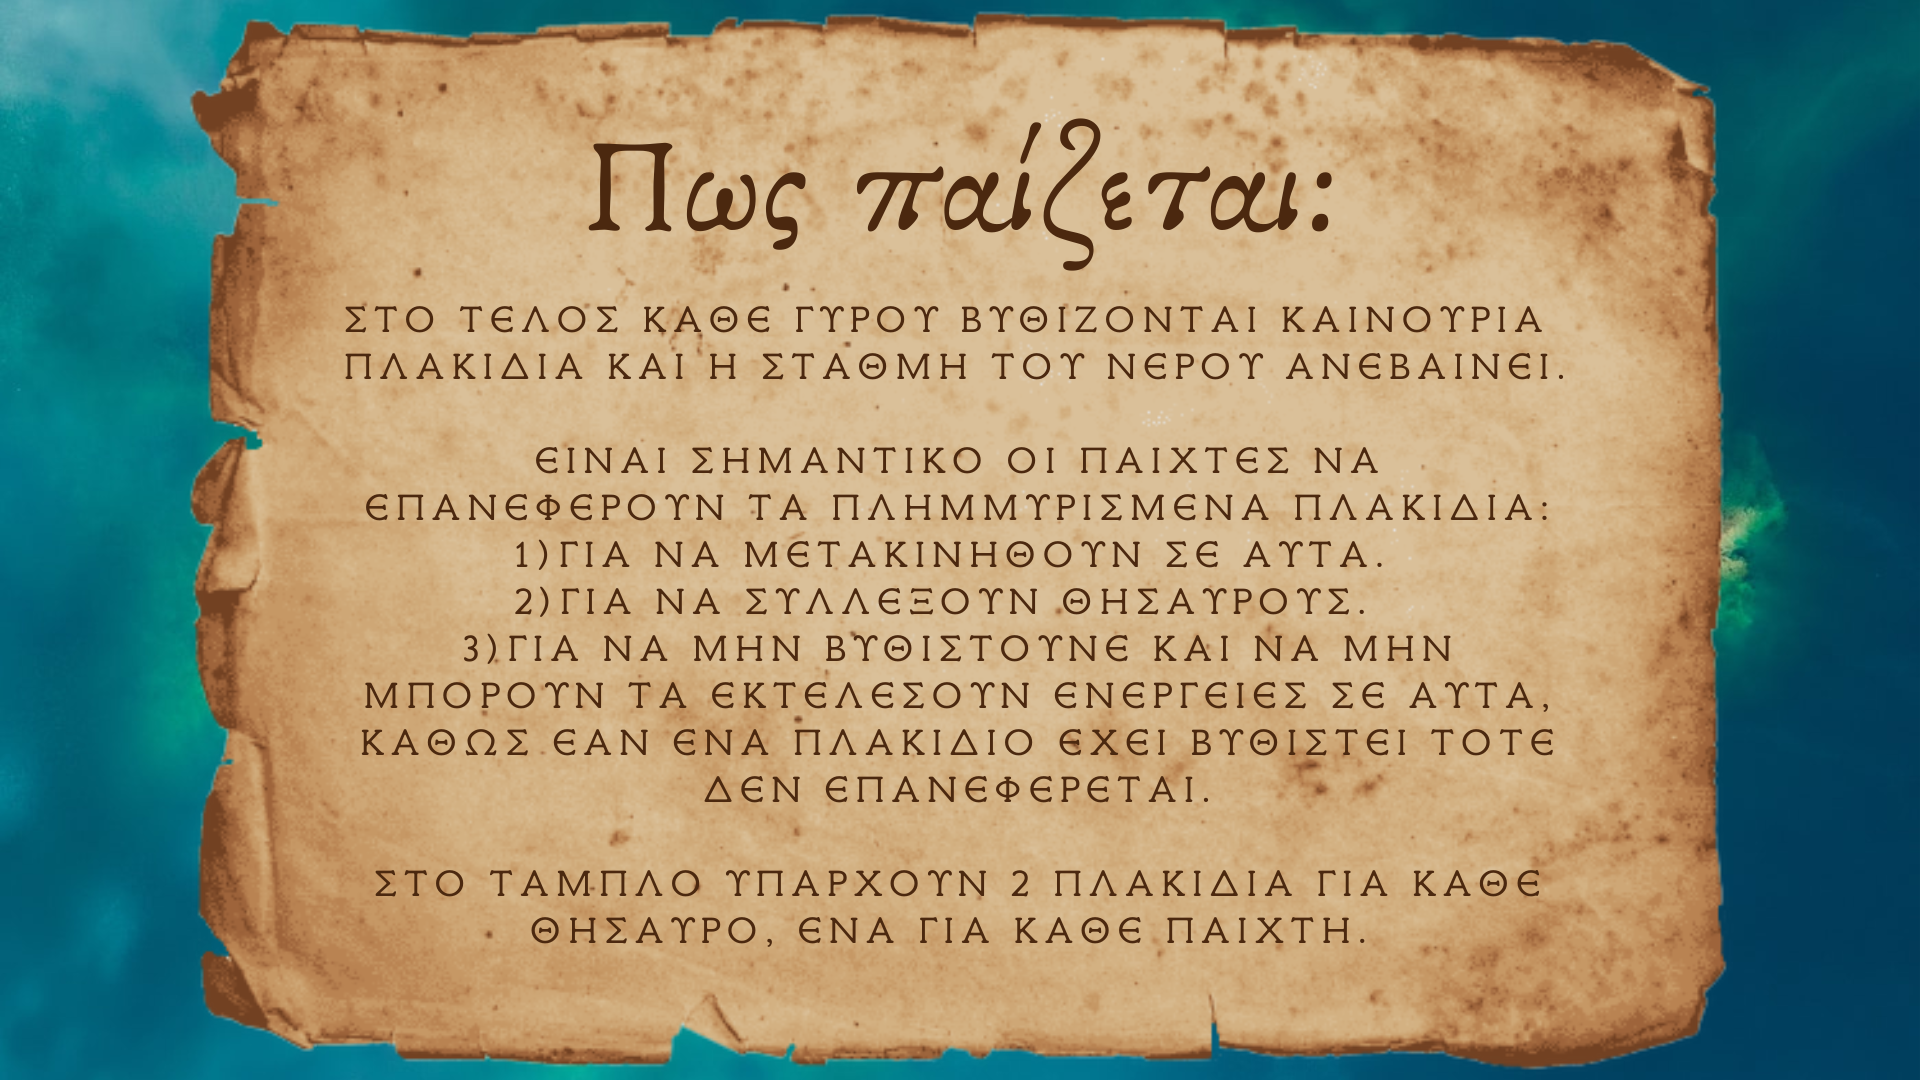 Πως παίζεται:
ΣΤΟ ΤΕΛΟΣ ΚΑΘΕ ΓΥΡΟΥ ΒΥΘΙΖΟΝΤΑΙ ΚΑΙΝΟΥΡΙΑ
ΠΛΑΚΙΔΙΑ ΚΑΙ Η ΣΤΑΘΜΗ ΤΟΥ ΝΕΡΟΥ ΑΝΕΒΑΙΝΕΙ.
ΕΙΝΑΙ ΣΗΜΑΝΤΙΚΟ ΟΙ ΠΑΙΧΤΕΣ ΝΑ
ΕΠΑΝΕΦΕΡΟΥΝ ΤΑ ΠΛΗΜΜΥΡΙΣΜΕΝΑ ΠΛΑΚΙΔΙΑ:
1)ΓΙΑ ΝΑ ΜΕΤΑΚΙΝΗΘΟΥΝ ΣΕ ΑΥΤΑ.
2)ΓΙΑ ΝΑ ΣΥΛΛΕΞΟΥΝ ΘΗΣΑΥΡΟΥΣ.
3)ΓΙΑ ΝΑ ΜΗΝ ΒΥΘΙΣΤΟΥΝΕ ΚΑΙ ΝΑ ΜΗΝ
ΜΠΟΡΟΥΝ ΤΑ ΕΚΤΕΛΕΣΟΥΝ ΕΝΕΡΓΕΙΕΣ ΣΕ ΑΥΤΑ,
ΚΑΘΩΣ ΕΑΝ ΕΝΑ ΠΛΑΚΙΔΙΟ ΕΧΕΙ ΒΥΘΙΣΤΕΙ ΤΟΤΕ
ΔΕΝ ΕΠΑΝΕΦΕΡΕΤΑΙ.
ΣΤΟ ΤΑΜΠΛΟ ΥΠΑΡΧΟΥΝ 2 ΠΛΑΚΙΔΙΑ ΓΙΑ ΚΑΘΕ
ΘΗΣΑΥΡΟ, ΕΝΑ ΓΙΑ ΚΑΘΕ ΠΑΙΧΤΗ.